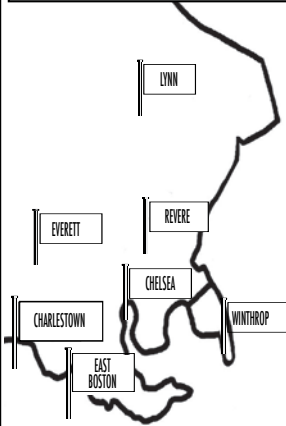 LYNN
REVERE
EVERETT
CHELSEA
CHARLESTOWN
WINTHROP
EAST
BOSTON